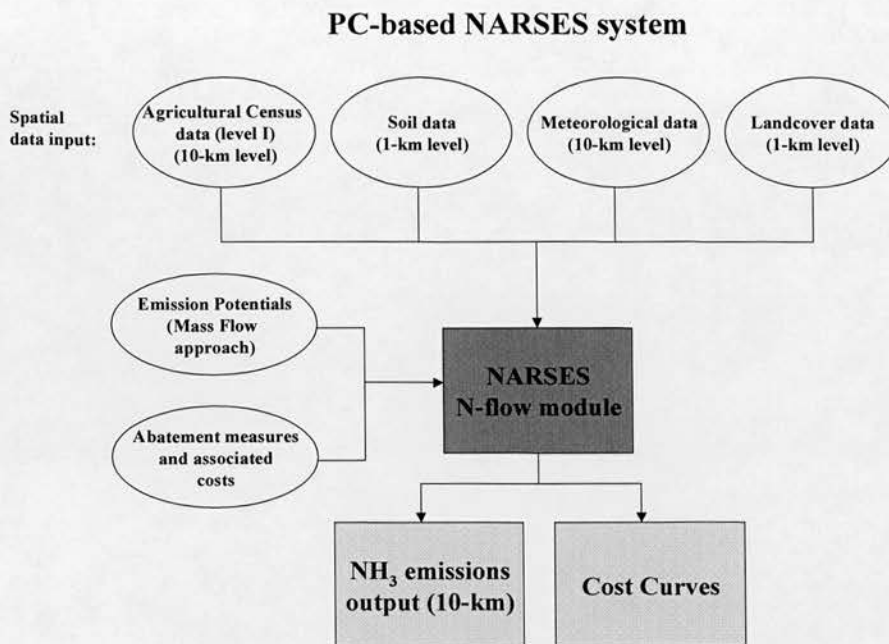 PC-based NARSES system
Spatial
data input:
Agricultural Census
data (level I)
(10-km level)
Soil data
(1-km level)
Meteorological data
(10-km level)
Landcover data
(1-km level)
Emission Potentials
(Mass Flow
approach)
NARSES
N-flow module
Abatement measures
and associated
costs
NH₃ emissions
output (10-km)
Cost Curves